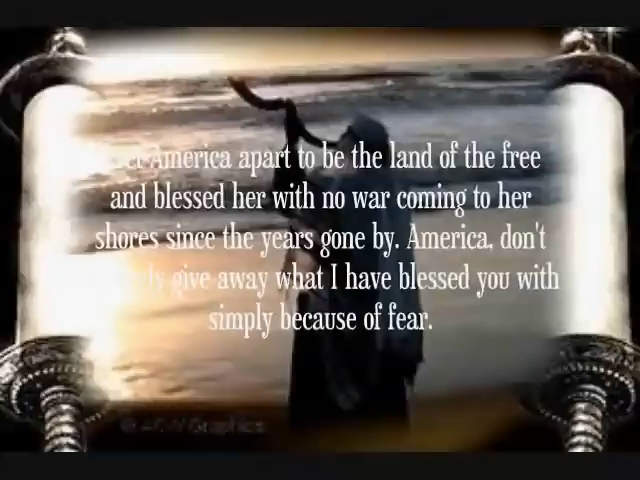 America apart to be the land of the free
and blessed her with no war coming to her
shores since the years gone by. America, don't
give away what I have blessed you with
simply because of fear.
Graphics